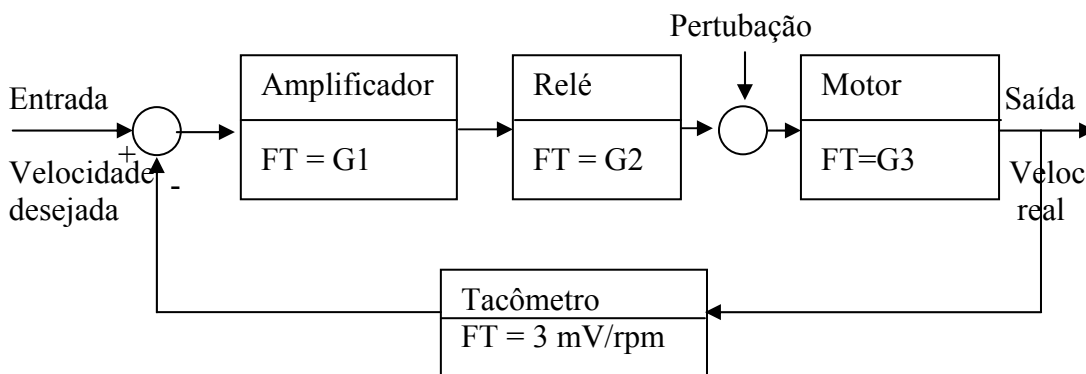 Pertubação
Entrada
Velocidade
desejada
+
-
Amplificador
FT = G1
Relé
FT = G2
Motor
FT=G3
Saída
Veloc
real
Tacômetro
FT = 3 mV/rpm